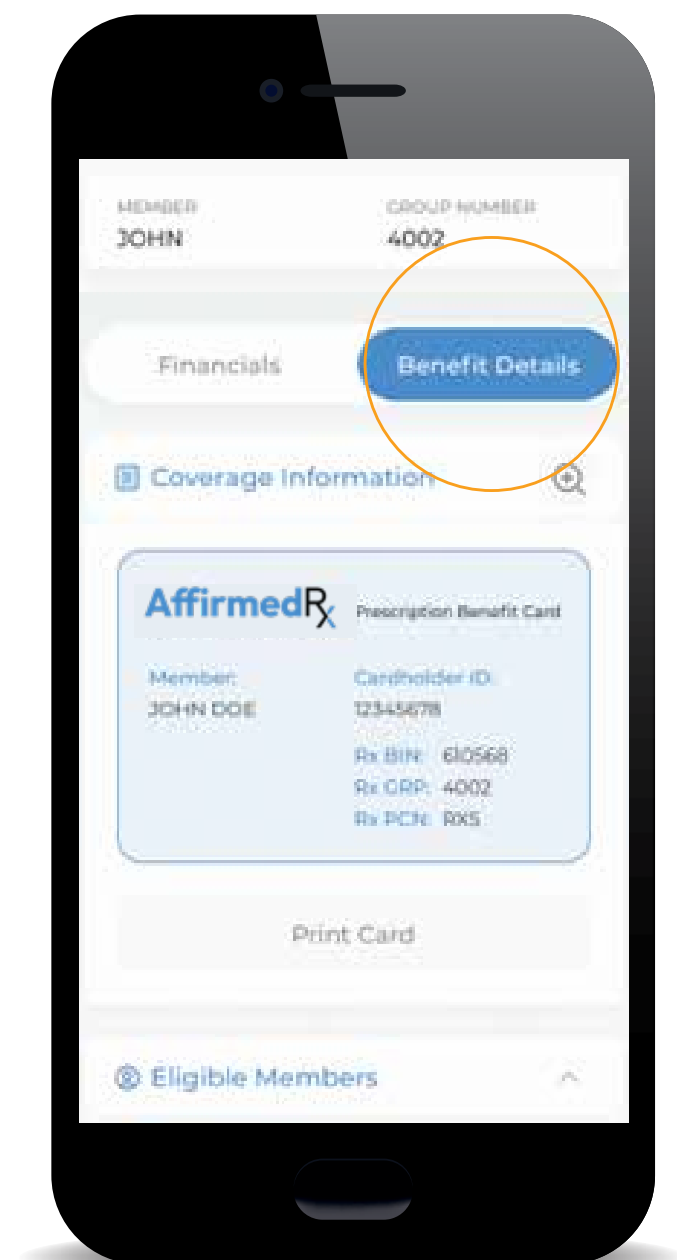 MEMBER GROUP NUMBER
JOHN 4002
Financials Benefit Details
Coverage Information
AffirmedRx Prescription Benefit Card
Member: Cardholder ID:
JOHN DOE 12345678
Rx BIN: 610568
Rx GRP: 4002
Rx PCN: RXS
Print Card
Eligible Members